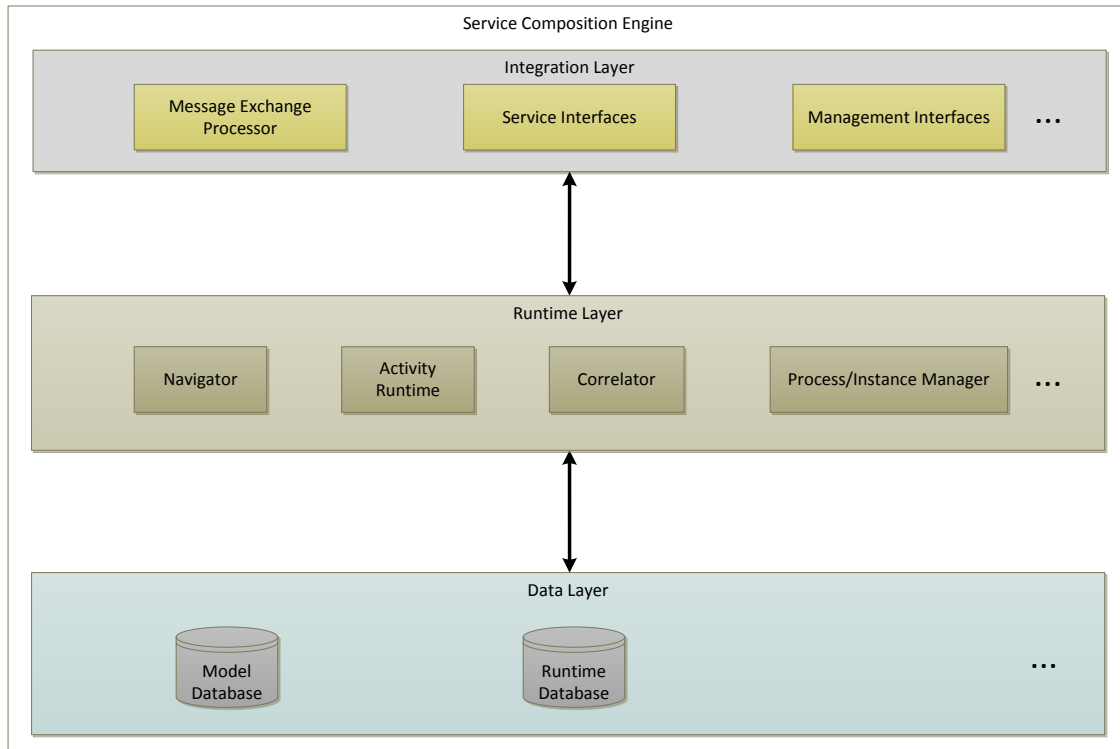 Service Composition Engine
Integration Layer
Message Exchange
Processor
Service Interfaces
Management Interfaces
...
Runtime Layer
Navigator
Activity
Runtime
Correlator
Process/Instance Manager
...
Data Layer
Model
Database
Runtime
Database
...